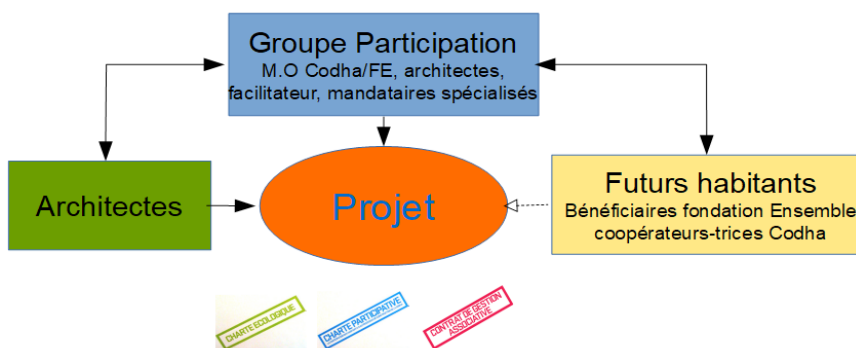 Groupe Participation
M.O Codha/FE, architectes,
facilitateur, mandataires spécialisés
Architectes
Projet
Futurs habitants
Bénéficiaires fondation Ensemble
coopérateurs-trices Codha
CHARTE ECOLOGIQUE
CHARTE PARTICIPATIVE
CONTRAT DE GESTION
ASSOCIATIVE